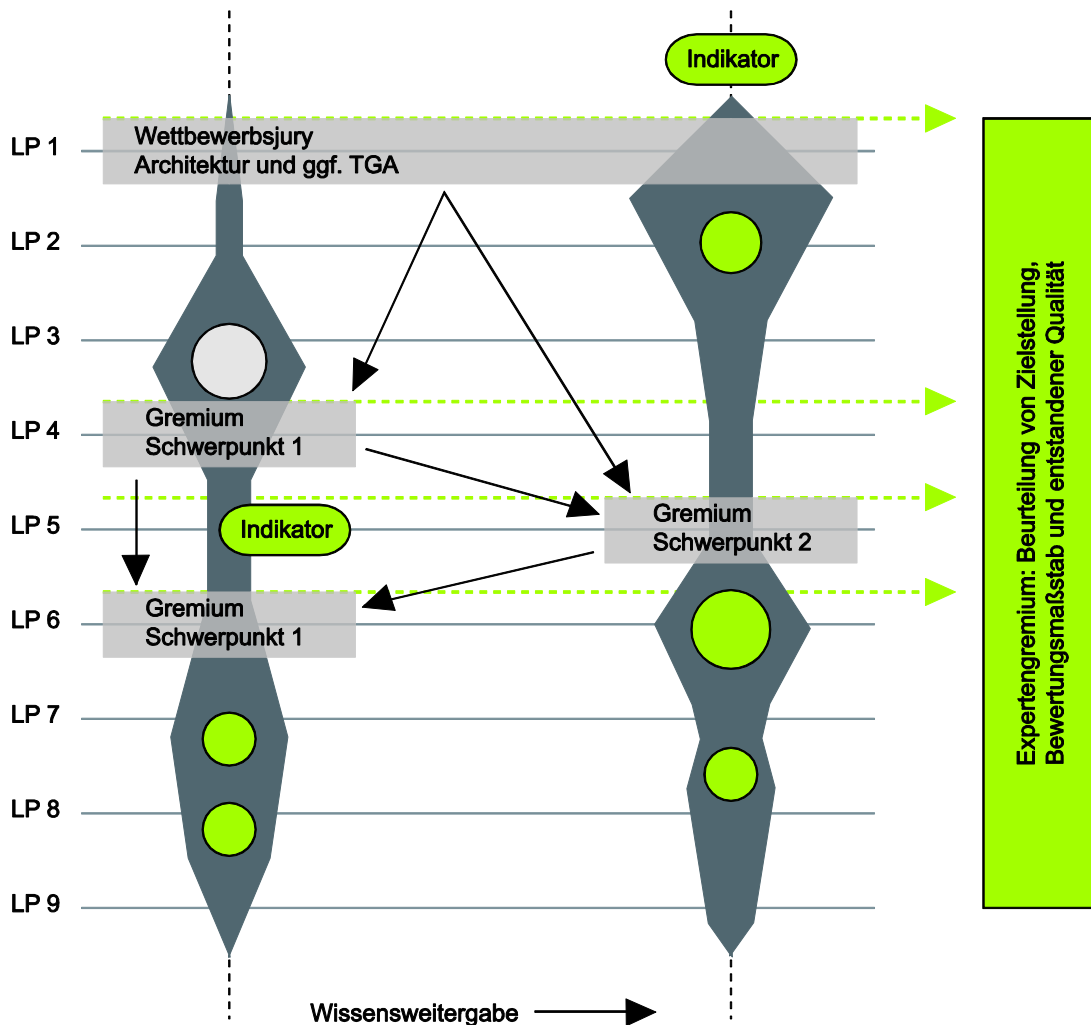 Indikator
LP 1
Wettbewerbsjury
Architektur und ggf. TGA
LP 2
LP 3
LP 4
Gremium
Schwerpunkt 1
LP 5
Indikator
Gremium
Schwerpunkt 2
LP 6
Gremium
Schwerpunkt 1
LP 7
LP 8
LP 9
Wissensweitergabe
Expertengremium: Beurteilung von Zielstellung,
Bewertungsmaßstab und entstandener Qualität